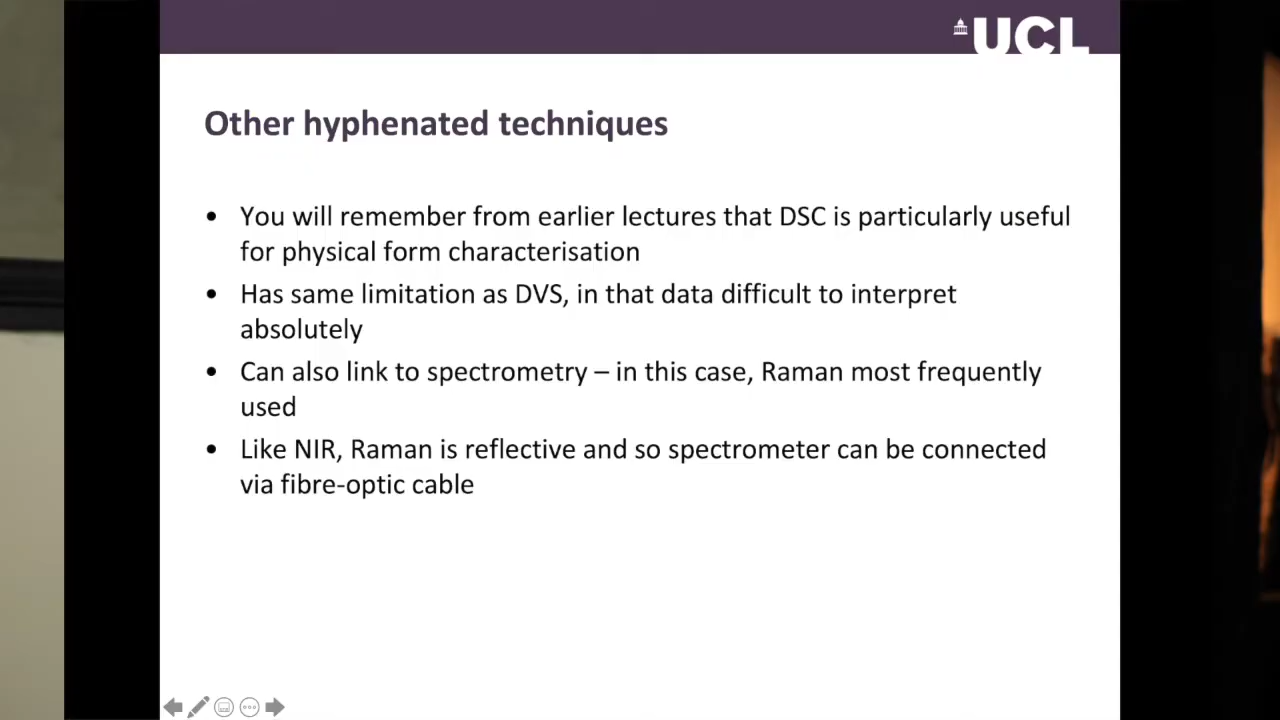 UCL
Other hyphenated techniques
• You will remember from earlier lectures that DSC is particularly useful
for physical form characterisation
• Has same limitation as DVS, in that data difficult to interpret
absolutely
• Can also link to spectrometry – in this case, Raman most frequently
used
• Like NIR, Raman is reflective and so spectrometer can be connected
via fibre-optic cable